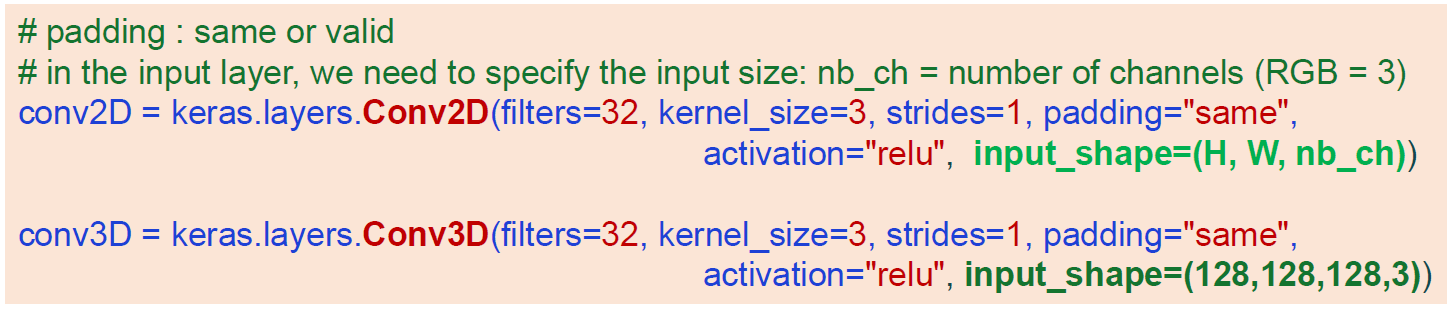 # padding : same or valid
# in the input layer, we need to specify the input size: nb_ch = number of channels (RGB = 3)
conv2D = keras.layers.Conv2D(filters=32, kernel_size=3, strides=1, padding="same",
activation="relu", input_shape=(H, W, nb_ch))
conv3D = keras.layers.Conv3D(filters=32, kernel_size=3, strides=1, padding="same",
activation="relu", input_shape=(128,128,128,3))